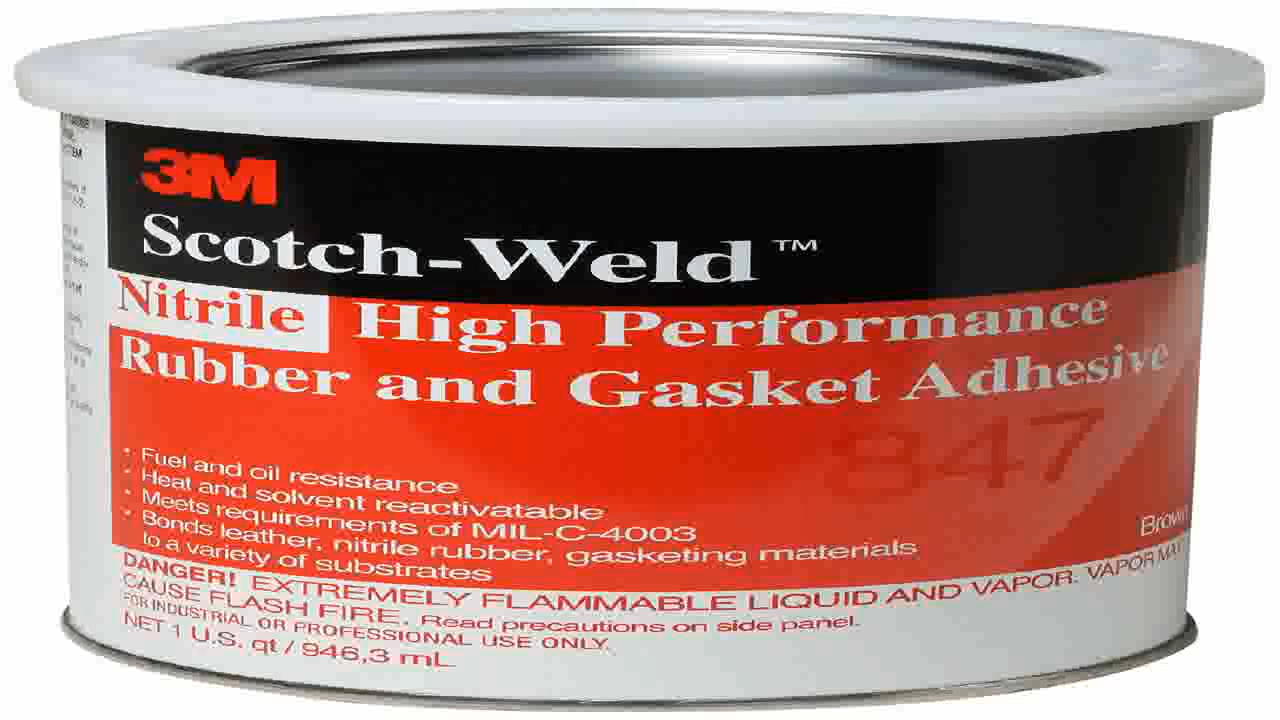 3M
Scotch-Weld™
Nitrile High Performance
Rubber and Gasket Adhesive
847
• Fuel and oil resistance
• Heat and solvent reactivatable
• Meets requirements of MIL-C-4003
• Bonds leather, nitrile rubber, gasketing materials
to a variety of substrates
Brown
DANGER! EXTREMELY FLAMMABLE LIQUID AND VAPOR. VAPOR MAY
CAUSE FLASH FIRE. Read precautions on side panel.
FOR INDUSTRIAL OR PROFESSIONAL USE ONLY.
NET 1 U.S. qt / 946,3 mL